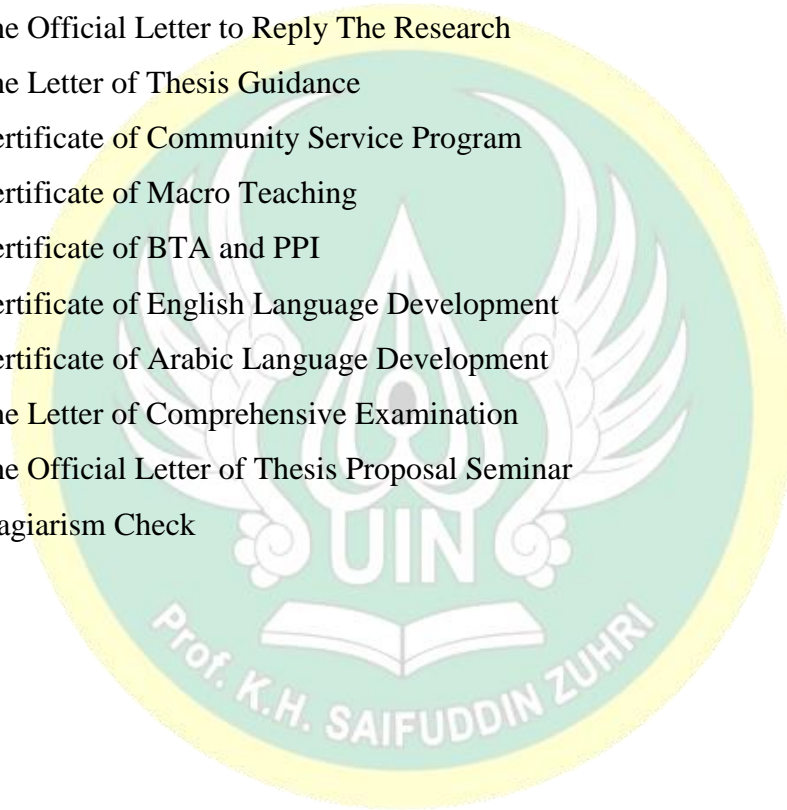 he Official Letter to Reply The Research
he Letter of Thesis Guidance
ertificate of Community Service Program
ertificate of Macro Teaching
ertificate of BTA and PPI
ertificate of English Language Development
ertificate of Arabic Language Development
he Letter of Comprehensive Examination
he Official Letter of Thesis Proposal Seminar
agiarism Check
UIN
Prof. K.H. SAIFUDDIN ZUHRI